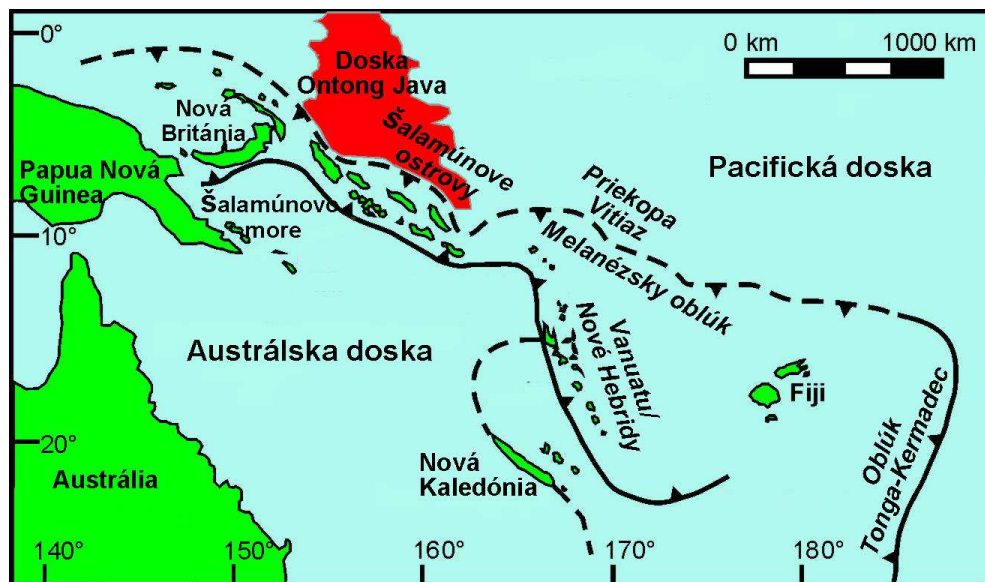 0°
Doska
Ontong Java
0 km 1000 km
Nová
Británia
Šalamúnove
ostrovy
Pacifická doska
Papua Nová
Guinea
Priekopa
Vitiaz
Šalamúnovo
more
10°
Melanézsky oblúk
Austrálska doska
Vanuatu/
Nové Hebridy
Fiji
Oblúk
Tonga-Kermadec
20°
Nová
Kaledónia
Austrália
140° 150° 160° 170° 180°